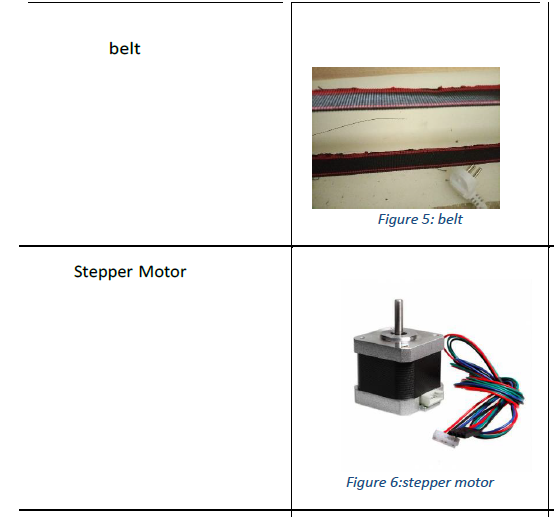 belt
Figure 5: belt
Stepper Motor
Figure 6:stepper motor